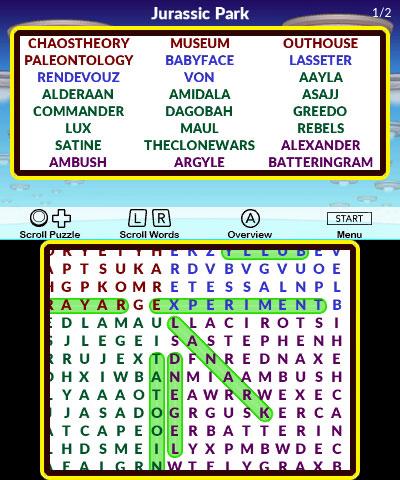 Jurassic Park 1/2
CHAOSTHEORY MUSEUM OUTHOUSE
PALEONTOLOGY BABYFACE LASSETER
RENDEVOUZ VON AAYLA
ALDERAAN AMIDALA ASAJJ
COMMANDER DAGOBAH GREEDO
LUX MAUL REBELS
SATINE THECLONEWARS ALEXANDER
AMBUSH ARGYLE BATTERINGRAM
L R A START
Scroll Puzzle Scroll Words Overview Menu
A P T S U K A R D V B V G V U O E
H G P K O M R E T E S S A L N P L
R A Y A R G E X P E R I M E N T B
E D L A M A U L L A C I R O T S I
S J L E G E I S A S T E P H E N H
R R U J E X T D F N R E D N A X E
D H X I W B A N M I A A M B U S H
L Y A A A O T E A W R R W E X E C
U J A S A D O G R G U S K E R C A
A T C A P E O E R B A T T E R I N
L H D S M E I L Y X P M B W D E C